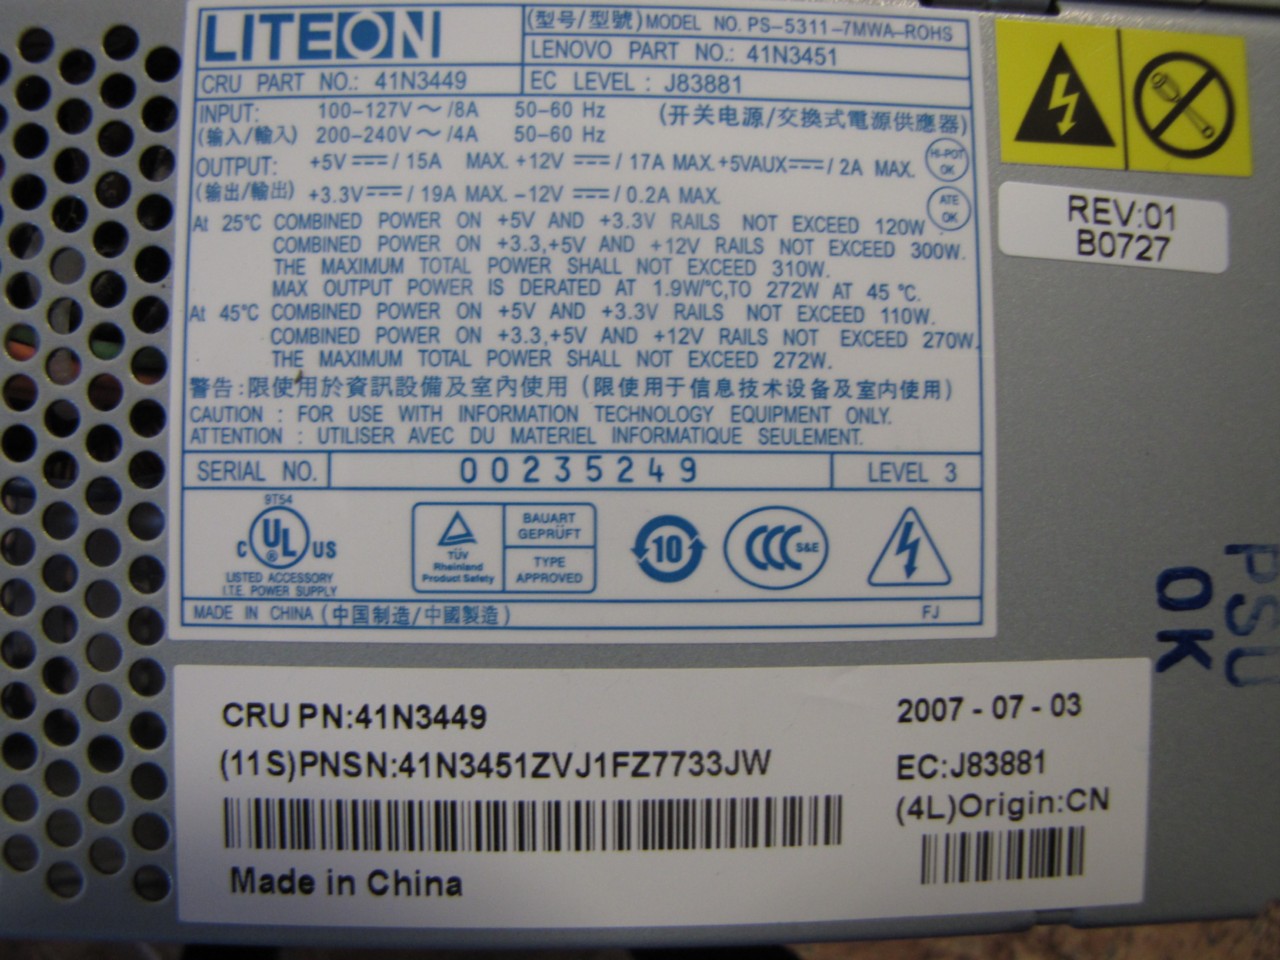 LITEON
(型号/型號)MODEL NO. PS-5311-7MWA-ROHS
LENOVO PART NO.: 41N3451
CRU PART NO.: 41N3449
EC LEVEL : J83881
INPUT: 100-127V ～ /8A 50-60 Hz (开关电源/交換式電源供應器)
(输入/輸入) 200-240V ～ /4A 50-60 Hz
OUTPUT: +5V ⎓ / 15A MAX. +12V ⎓ / 17A MAX.+5VAUX⎓ / 2A MAX.
(输出/輸出) +3.3V⎓ / 19A MAX. -12V ⎓ / 0.2A MAX.
HI-POT
OK
ATE
OK
At 25℃ COMBINED POWER ON +5V AND +3.3V RAILS NOT EXCEED 120W
COMBINED POWER ON +3.3,+5V AND +12V RAILS NOT EXCEED 300W.
THE MAXIMUM TOTAL POWER SHALL NOT EXCEED 310W.
MAX OUTPUT POWER IS DERATED AT 1.9W/℃,TO 272W AT 45 ℃.
At 45℃ COMBINED POWER ON +5V AND +3.3V RAILS NOT EXCEED 110W.
COMBINED POWER ON +3.3,+5V AND +12V RAILS NOT EXCEED 270W.
THE MAXIMUM TOTAL POWER SHALL NOT EXCEED 272W.
警告:限使用於資訊設備及室內使用 (限使用于信息技术设备及室内使用)
CAUTION : FOR USE WITH INFORMATION TECHNOLOGY EQUIPMENT ONLY.
ATTENTION : UTILISER AVEC DU MATERIEL INFORMATIQUE SEULEMENT.
SERIAL NO. 00235249 LEVEL 3
9T54
C UL ® US
LISTED ACCESSORY
I.T.E. POWER SUPPLY
TÜV
Rheinland
Product Safety
BAUART
GEPRÜFT
TYPE
APPROVED
10
CCC S&E
MADE IN CHINA (中国制造/中國製造) FJ
REV:01
B0727
PSU
OK
CRU PN:41N3449
2007 - 07 - 03
(11S)PNSN:41N3451ZVJ1FZ7733JW
EC:J83881
(4L)Origin:CN
Made in China